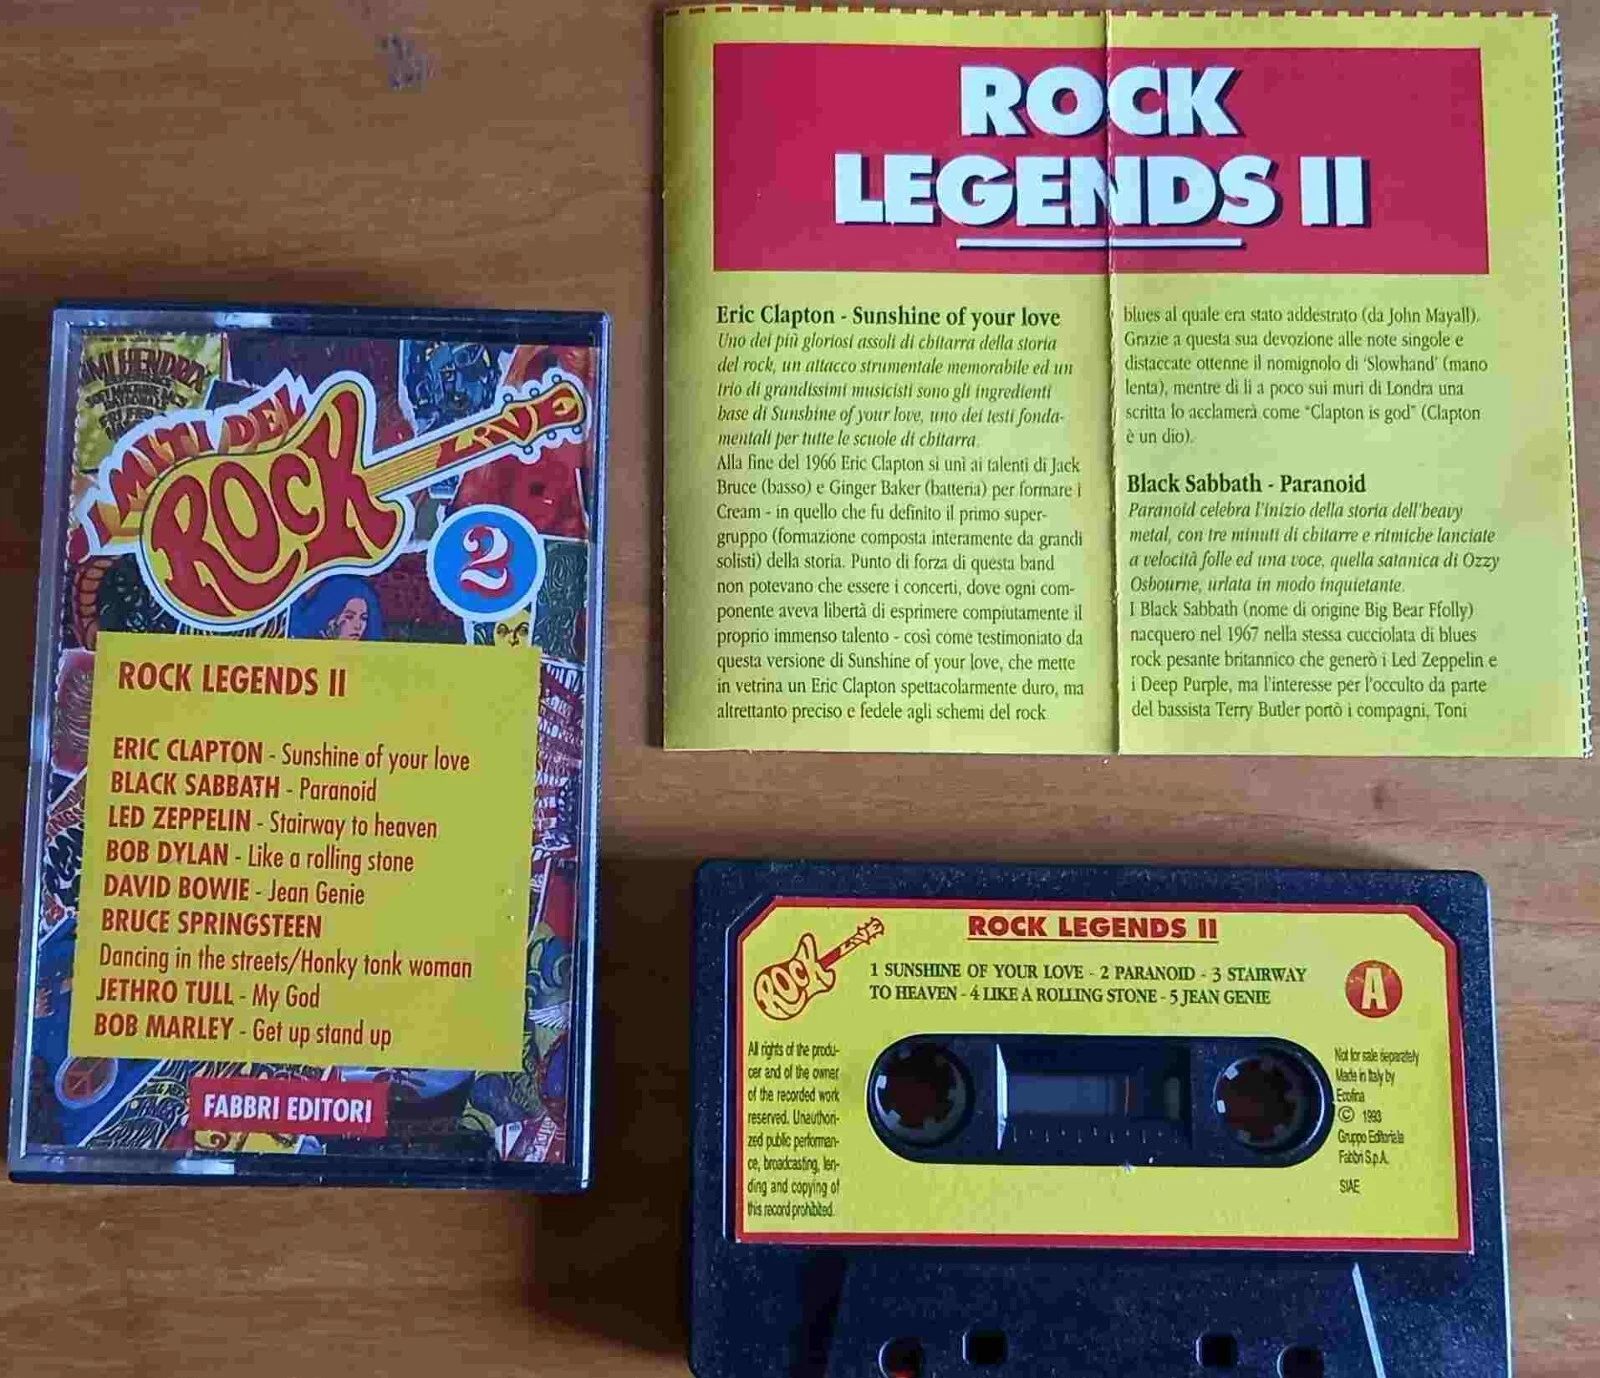 I MITI DEL
ROCK
LIVE
2
ROCK LEGENDS II
ERIC CLAPTON - Sunshine of your love
BLACK SABBATH - Paranoid
LED ZEPPELIN - Stairway to heaven
BOB DYLAN - Like a rolling stone
DAVID BOWIE - Jean Genie
BRUCE SPRINGSTEEN
Dancing in the streets/Honky tonk woman
JETHRO TULL - My God
BOB MARLEY - Get up stand up
FABBRI EDITORI
ROCK
LEGENDS II
Eric Clapton - Sunshine of your love
Uno dei più gloriosi assoli di chitarra della storia
del rock, un attacco strumentale memorabile ed un
trio di grandissimi musicisti sono gli ingredienti
base di Sunshine of your love, uno dei testi fonda-
mentali per tutte le scuole di chitarra.
Alla fine del 1966 Eric Clapton si unì ai talenti di Jack
Bruce (basso) e Ginger Baker (batteria) per formare i
Cream - in quello che fu definito il primo super-
gruppo (formazione composta interamente da grandi
solisti) della storia. Punto di forza di questa band
non potevano che essere i concerti, dove ogni com-
ponente aveva libertà di esprimere compiutamente il
proprio immenso talento - così come testimoniato da
questa versione di Sunshine of your love, che mette
in vetrina un Eric Clapton spettacolarmente duro, ma
altrettanto preciso e fedele agli schemi del rock
blues al quale era stato addestrato (da John Mayall).
Grazie a questa sua devozione alle note singole e
distaccate ottenne il nomignolo di 'Slowhand' (mano
lenta), mentre di lì a poco sui muri di Londra una
scritta lo acclamerà come "Clapton is god" (Clapton
è un dio).
Black Sabbath - Paranoid
Paranoid celebra l'inizio della storia dell'heavy
metal, con tre minuti di chitarre e ritmiche lanciate
a velocità folle ed una voce, quella satanica di Ozzy
Osbourne, urlata in modo inquietante.
I Black Sabbath (nome di origine Big Bear Ffolly)
nacquero nel 1967 nella stessa cucciolata di blues
rock pesante britannico che generò i Led Zeppelin e
i Deep Purple, ma l'interesse per l'occulto da parte
del bassista Terry Butler portò i compagni, Toni
ROCK LIVE
ROCK LEGENDS II
1 SUNSHINE OF YOUR LOVE - 2 PARANOID - 3 STAIRWAY
TO HEAVEN - 4 LIKE A ROLLING STONE - 5 JEAN GENIE
A
All rights of the produ-
cer and of the owner
of the recorded work
reserved. Unauthori-
zed public performan-
ce, broadcasting, len-
ding and copying of
this record prohibited.
Not for sale separately
Made in Italy by
Ecofina
© 1993
Gruppo Editoriale
Fabbri S.p.A.
SIAE